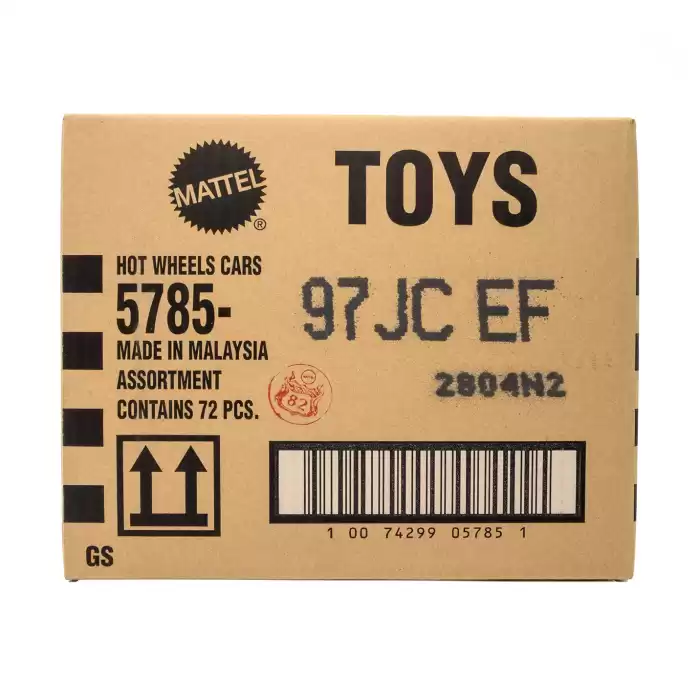 MATTEL
®
TOYS
HOT WHEELS CARS
5785-
97JC EF
MADE IN MALAYSIA
2804N2
ASSORTMENT
82
CONTAINS 72 PCS.
1 00 74299 05785 1
GS